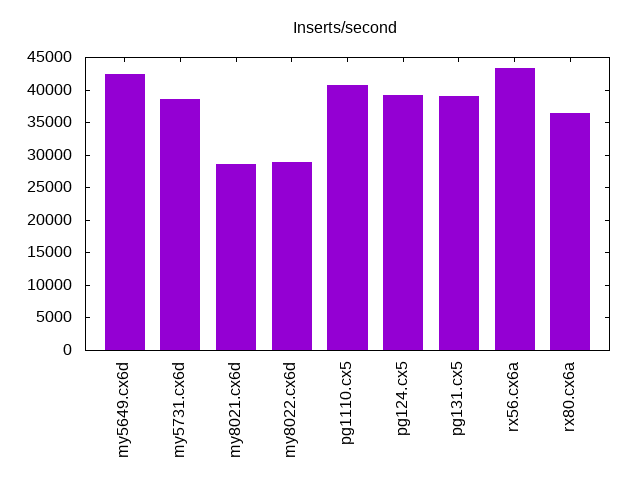 Inserts/second
45000
40000
35000
30000
25000
20000
15000
10000
5000
0
my5649.cx6d
my5731.cx6d
my8021.cx6d
my8022.cx6d
pg1110.cx5
pg124.cx5
pg131.cx5
rx56.cx6a
rx80.cx6a